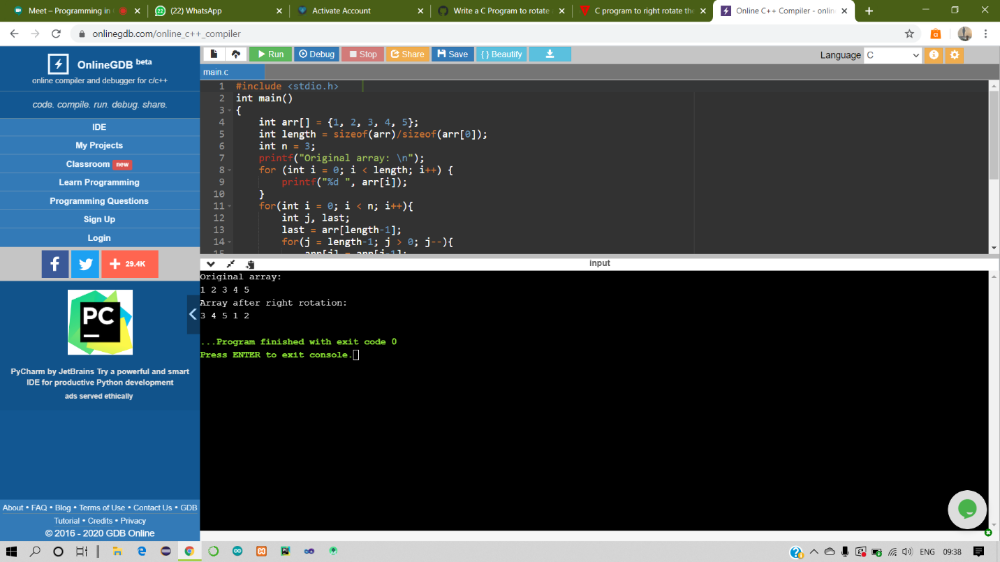 Meet – Programming in
(22) WhatsApp
Activate Account
Write a C Program to rotate
C program to right rotate the
Online C++ Compiler - onlin
onlinegdb.com/online_c++_compiler
OnlineGDB beta
online compiler and debugger for c/c++
code. compile. run. debug. share.
IDE
My Projects
Classroom new
Learn Programming
Programming Questions
Sign Up
Login
29.4K
PC
PyCharm by JetBrains Try a powerful and smart
IDE for productive Python development
ads served ethically
About • FAQ • Blog • Terms of Use • Contact Us • GDB
Tutorial • Credits • Privacy
© 2016 - 2020 GDB Online
Run Debug Stop Share Save { } Beautify
Language C
main.c
1 #include <stdio.h>
2 int main()
3 {
4 int arr[] = {1, 2, 3, 4, 5};
5 int length = sizeof(arr)/sizeof(arr[0]);
6 int n = 3;
7 printf("Original array: \n");
8 for (int i = 0; i < length; i++) {
9 printf("%d ", arr[i]);
10 }
11 for(int i = 0; i < n; i++){
12 int j, last;
13 last = arr[length-1];
14 for(j = length-1; j > 0; j--){
15 arr[j] = arr[j-1];
input
Original array:
1 2 3 4 5
Array after right rotation:
3 4 5 1 2
...Program finished with exit code 0
Press ENTER to exit console.
ENG 09:38